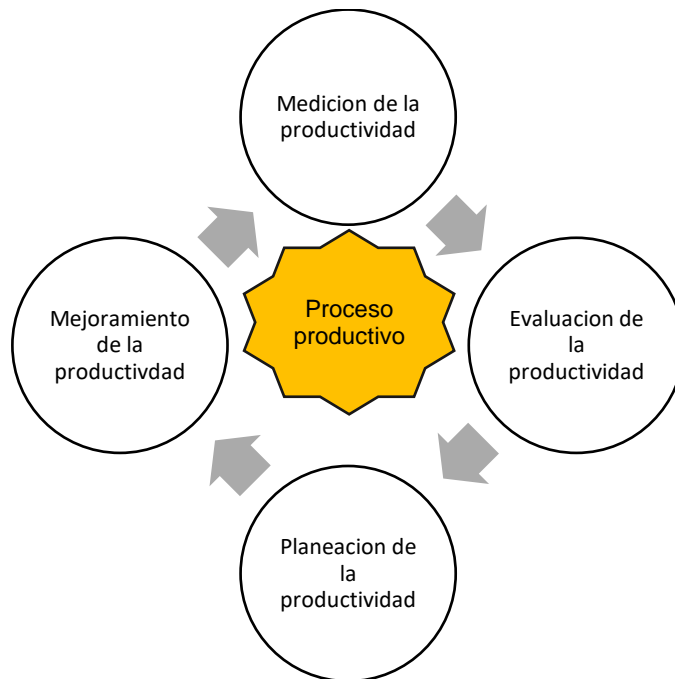 Medicion de la
productividad
Proceso
productivo
Mejoramiento
de la
productivdad
Evaluacion de
la
productividad
Planeacion de
la
productividad